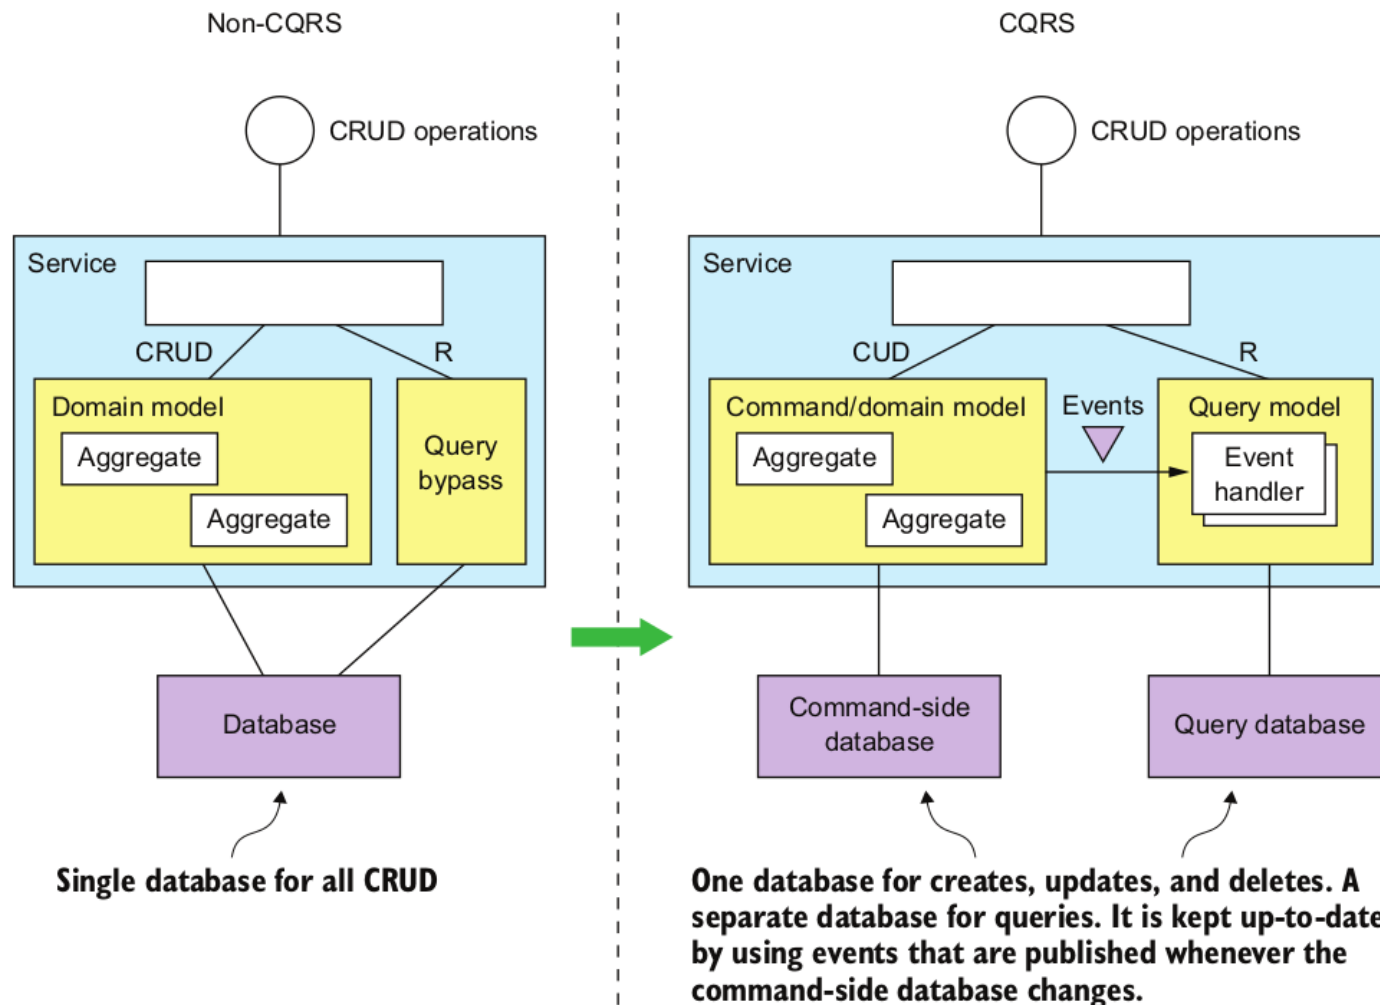 Non-CQRS
CRUD operations
Service
CRUD
R
Domain model
Aggregate
Aggregate
Query
bypass
Database
Single database for all CRUD
CQRS
CRUD operations
Service
CUD
R
Command/domain model
Aggregate
Aggregate
Events
Query model
Event
handler
Command-side
database
Query database
One database for creates, updates, and deletes. A
separate database for queries. It is kept up-to-date
by using events that are published whenever the
command-side database changes.